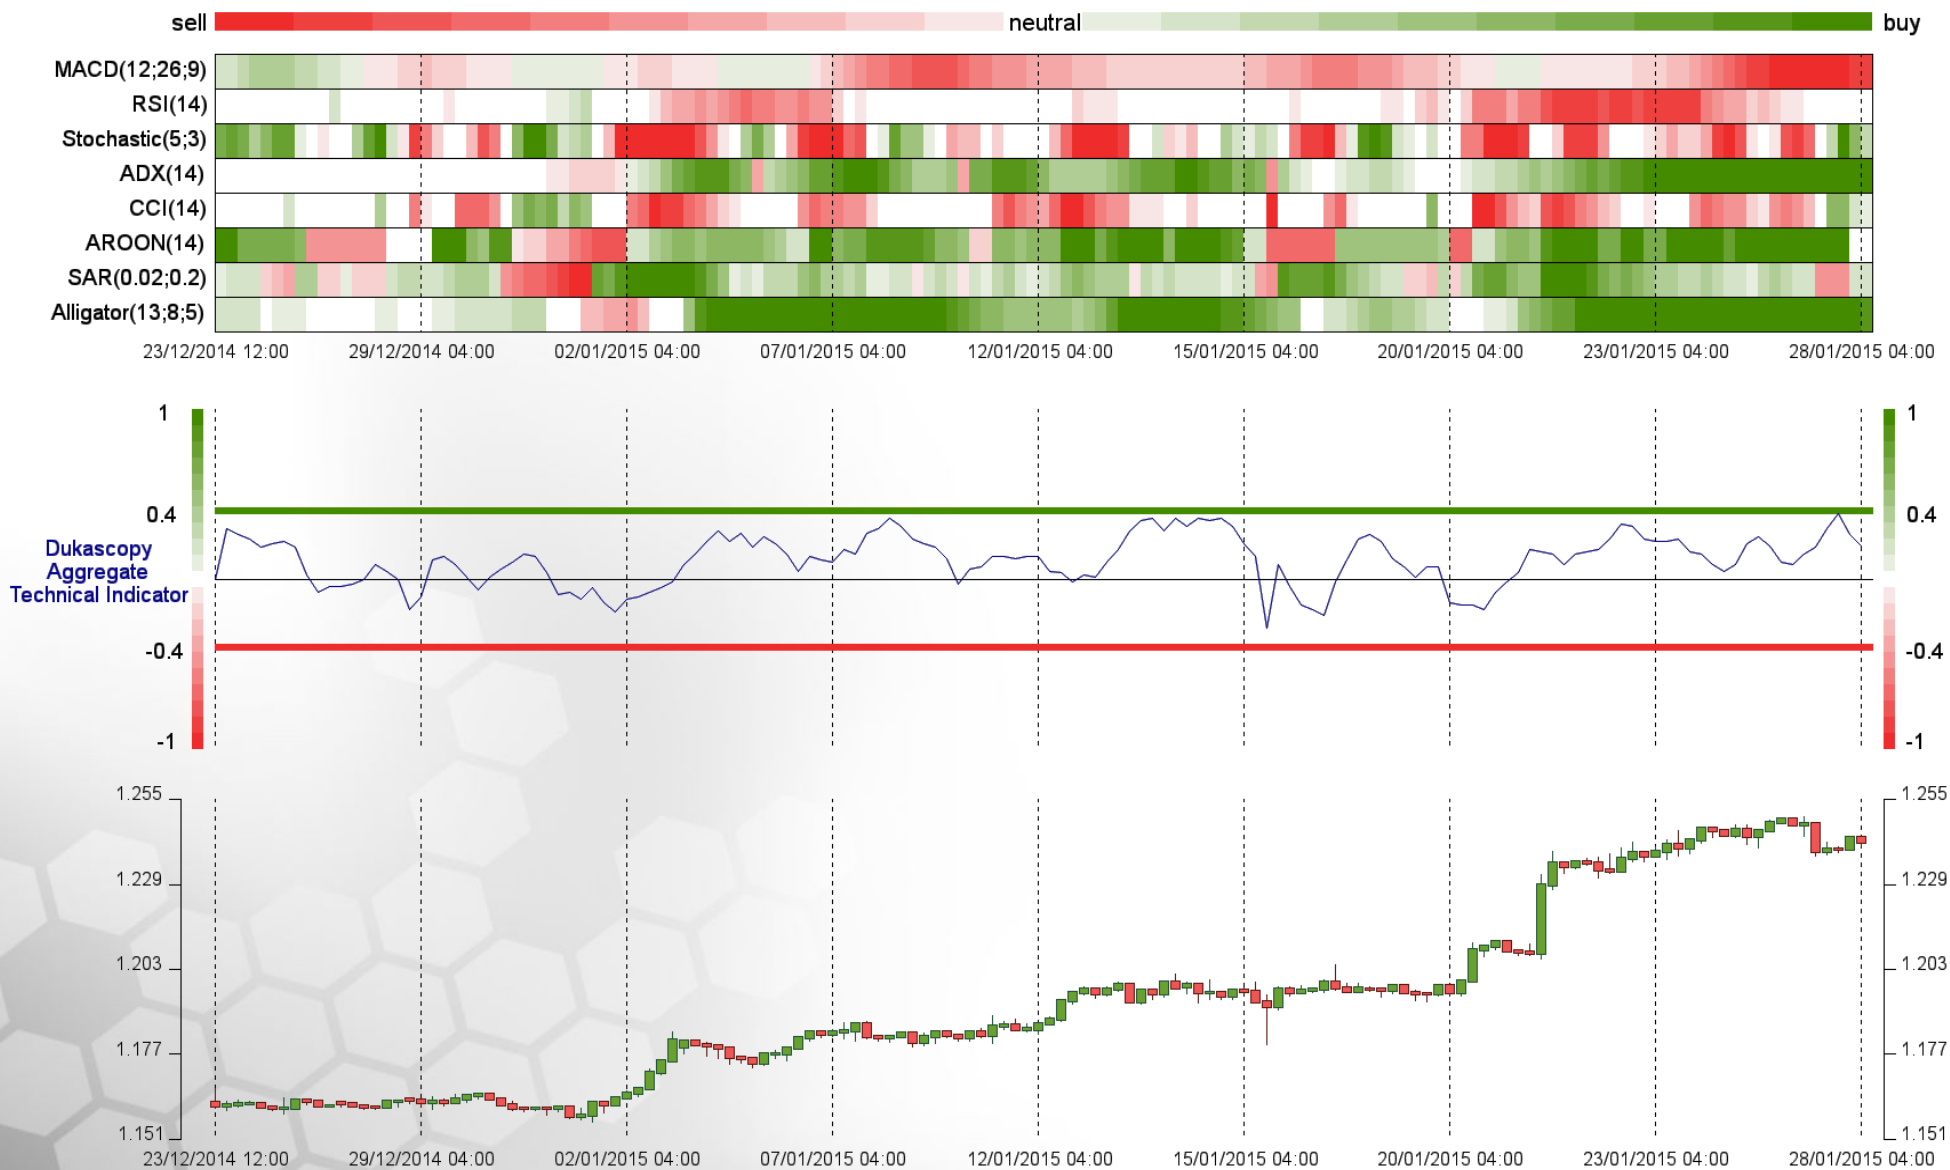 sell neutral buy
MACD(12;26;9)
RSI(14)
Stochastic(5;3)
ADX(14)
CCI(14)
AROON(14)
SAR(0.02;0.2)
Alligator(13;8;5)
23/12/2014 12:00 29/12/2014 04:00 02/01/2015 04:00 07/01/2015 04:00 12/01/2015 04:00 15/01/2015 04:00 20/01/2015 04:00 23/01/2015 04:00 28/01/2015 04:00
1 1
0.4 0.4
Dukascopy
Aggregate
Technical Indicator
-0.4 -0.4
-1 -1
1.255 1.255
1.229 1.229
1.203 1.203
1.177 1.177
1.151 1.151
23/12/2014 12:00 29/12/2014 04:00 02/01/2015 04:00 07/01/2015 04:00 12/01/2015 04:00 15/01/2015 04:00 20/01/2015 04:00 23/01/2015 04:00 28/01/2015 04:00